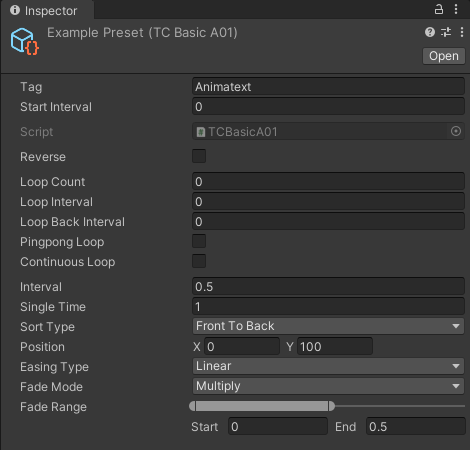 Inspector
Example Preset (TC Basic A01)
Open
Tag Animatext
Start Interval 0
Script TCBasicA01
Reverse
Loop Count 0
Loop Interval 0
Loop Back Interval 0
Pingpong Loop
Continuous Loop
Interval 0.5
Single Time 1
Sort Type Front To Back
Position X 0 Y 100
Easing Type Linear
Fade Mode Multiply
Fade Range
Start 0 End 0.5